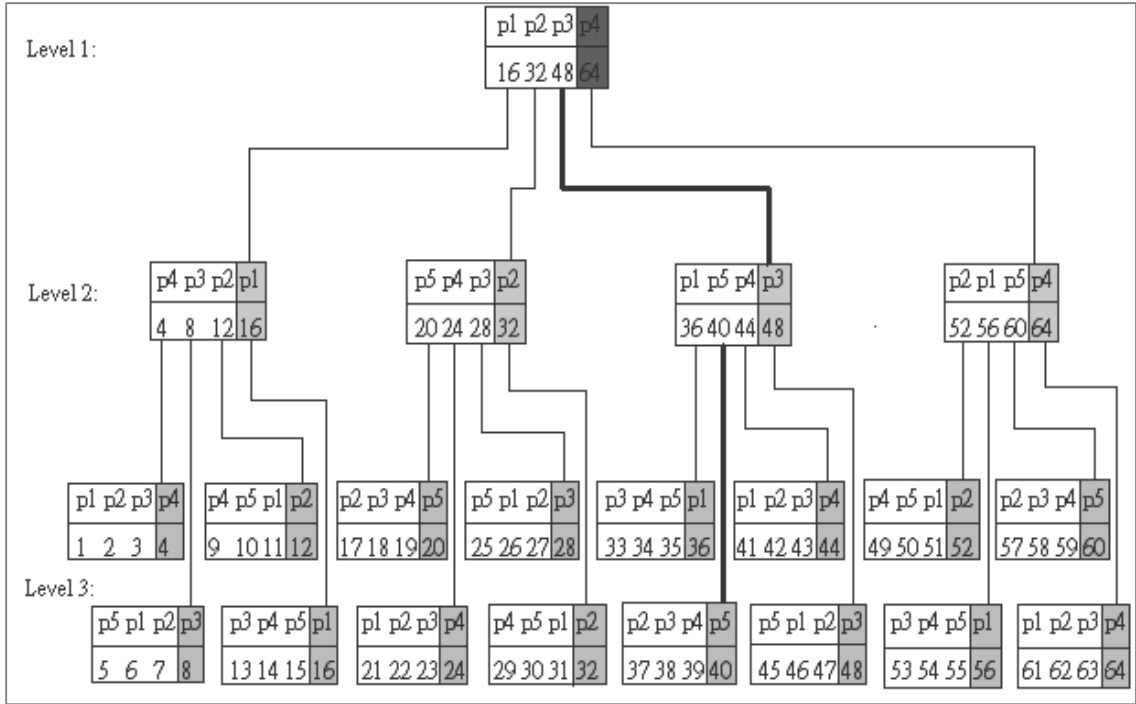 Level 1:
p1 p2 p3 p4
16 32 48 64
Level 2:
p4 p3 p2 p1
4 8 12 16
p5 p4 p3 p2
20 24 28 32
p1 p5 p4 p3
36 40 44 48
p2 p1 p5 p4
52 56 60 64
p1 p2 p3 p4
1 2 3 4
p4 p5 p1 p2
9 10 11 12
p2 p3 p4 p5
17 18 19 20
p5 p1 p2 p3
25 26 27 28
p3 p4 p5 p1
33 34 35 36
p1 p2 p3 p4
41 42 43 44
p4 p5 p1 p2
49 50 51 52
p2 p3 p4 p5
57 58 59 60
Level 3:
p5 p1 p2 p3
5 6 7 8
p3 p4 p5 p1
13 14 15 16
p1 p2 p3 p4
21 22 23 24
p4 p5 p1 p2
29 30 31 32
p2 p3 p4 p5
37 38 39 40
p5 p1 p2 p3
45 46 47 48
p3 p4 p5 p1
53 54 55 56
p1 p2 p3 p4
61 62 63 64